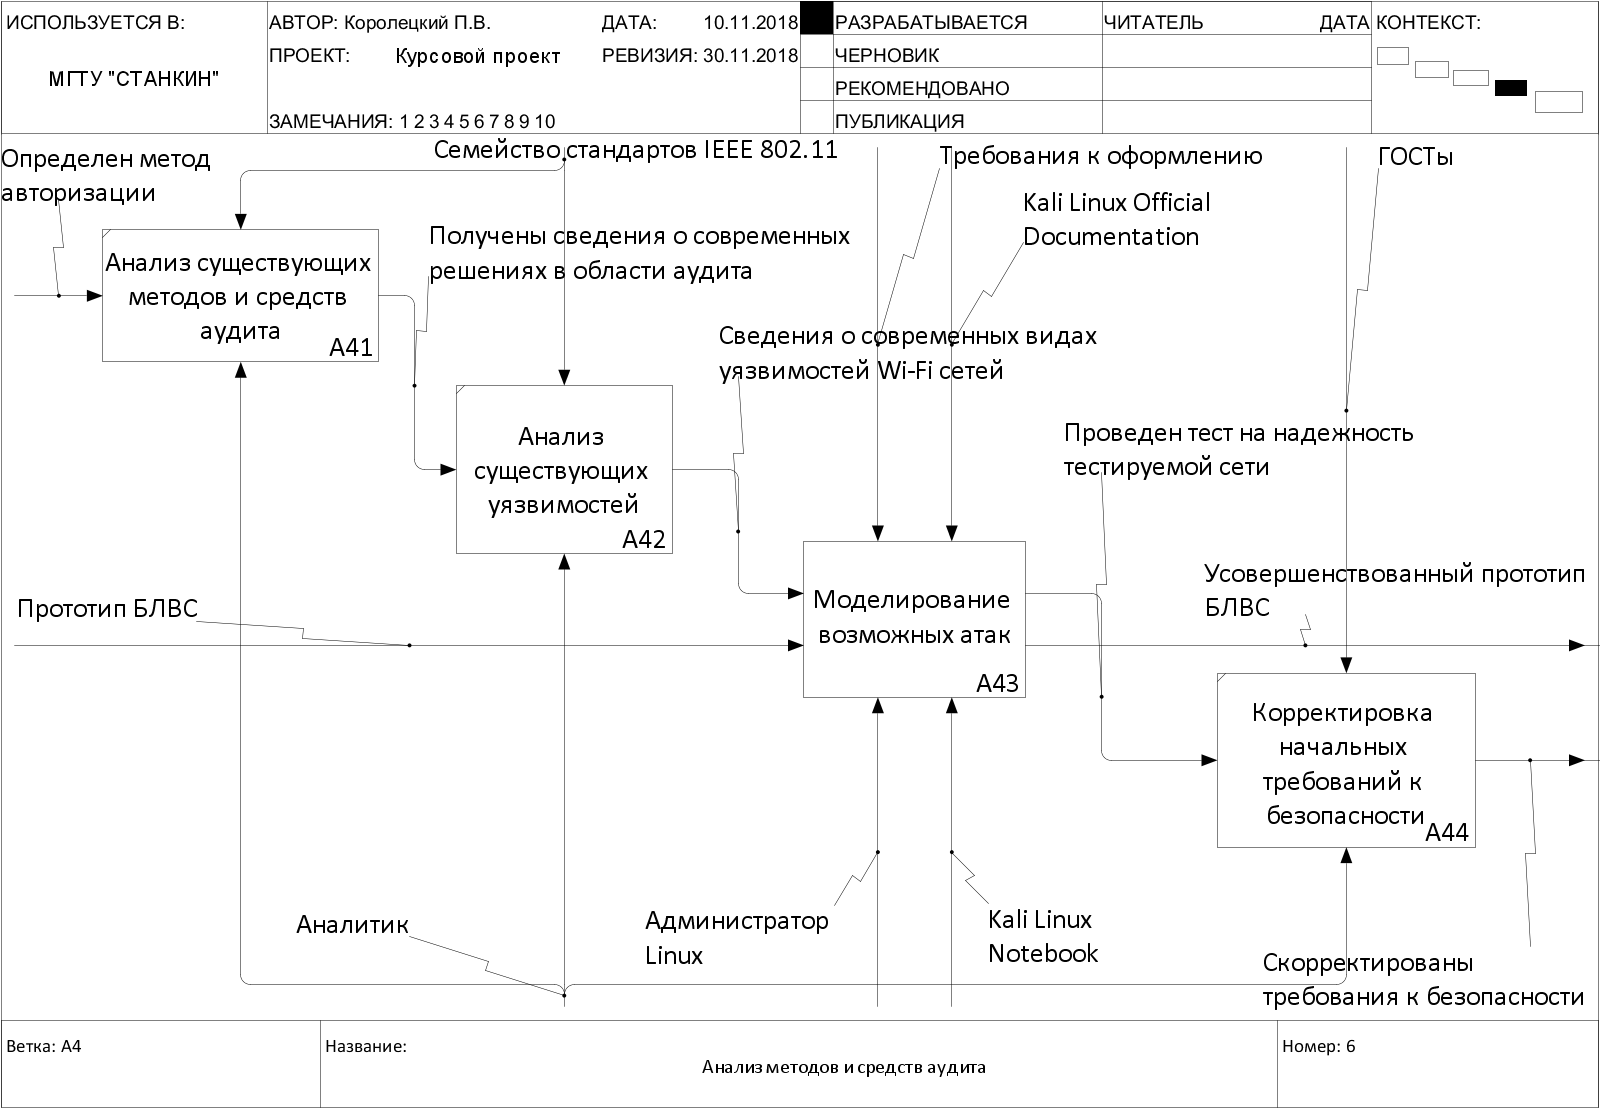 ИСПОЛЬЗУЕТСЯ В:
МГТУ "СТАНКИН"
АВТОР: Королецкий П.В.
ДАТА: 10.11.2018
ПРОЕКТ: Курсовой проект
РЕВИЗИЯ: 30.11.2018
ЗАМЕЧАНИЯ: 1 2 3 4 5 6 7 8 9 10
РАЗРАБАТЫВАЕТСЯ
ЧЕРНОВИК
РЕКОМЕНДОВАНО
ПУБЛИКАЦИЯ
ЧИТАТЕЛЬ
ДАТА
КОНТЕКСТ:
Определен метод
авторизации
Семейство стандартов IEEE 802.11
Требования к оформлению
ГОСТы
Kali Linux Official
Documentation
Анализ существующих
методов и средств
аудита
A41
Получены сведения о современных
решениях в области аудита
Сведения о современных видах
уязвимостей Wi-Fi сетей
Анализ
существующих
уязвимостей
A42
Проведен тест на надежность
тестируемой сети
Прототип БЛВС
Моделирование
возможных атак
A43
Усовершенствованный прототип
БЛВС
Корректировка
начальных
требований к
безопасности
A44
Аналитик
Администратор
Linux
Kali Linux
Notebook
Скорректированы
требования к безопасности
Ветка: A4
Название:
Анализ методов и средств аудита
Номер: 6